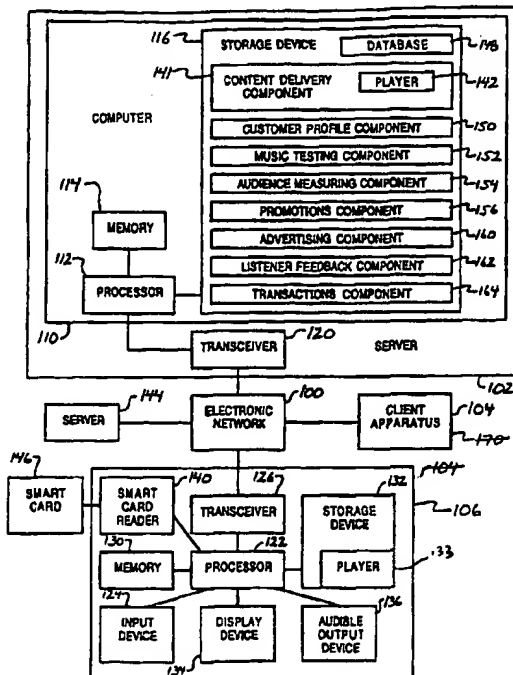 116
STORAGE DEVICE
DATABASE
148
141
CONTENT DELIVERY COMPONENT
PLAYER
142
COMPUTER
CUSTOMER PROFILE COMPONENT
150
MUSIC TESTING COMPONENT
152
114
AUDIENCE MEASURING COMPONENT
154
MEMORY
PROMOTIONS COMPONENT
156
112
ADVERTISING COMPONENT
160
PROCESSOR
LISTENER FEEDBACK COMPONENT
162
TRANSACTIONS COMPONENT
164
110
TRANSCEIVER
120
SERVER
102
144
100
SERVER
ELECTRONIC NETWORK
CLIENT APPARATUS
104
170
146
140
126
132
104
SMART CARD
SMART CARD READER
TRANSCEIVER
STORAGE DEVICE
106
130
122
MEMORY
PROCESSOR
PLAYER
133
124
136
INPUT DEVICE
DISPLAY DEVICE
AUDIBLE OUTPUT DEVICE
134